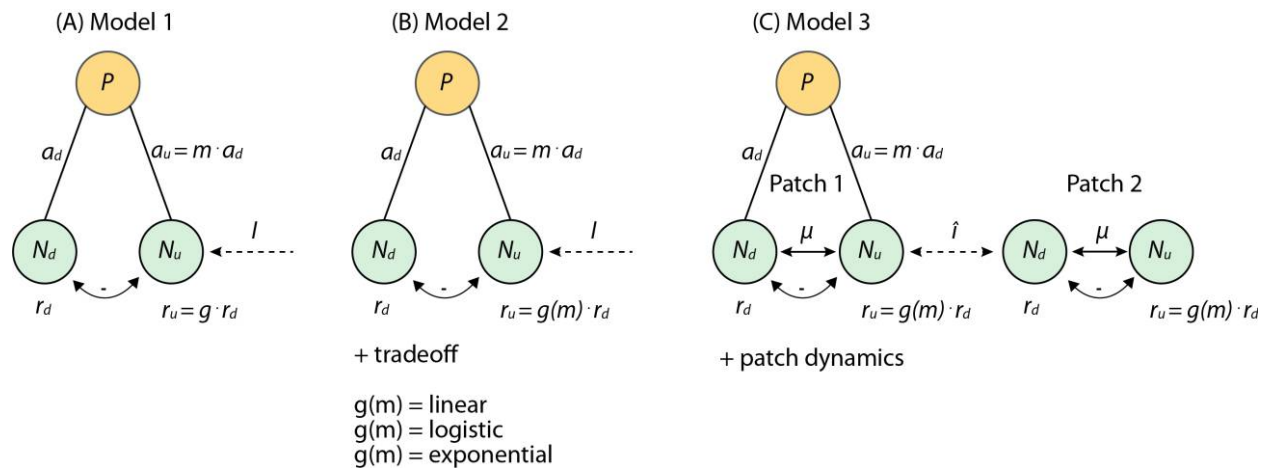 (A) Model 1
P
a_d
a_u = m · a_d
N_d
N_u
I
-
r_d
r_u = g · r_d
(B) Model 2
P
a_d
a_u = m · a_d
N_d
N_u
I
-
r_d
r_u = g(m) · r_d
+ tradeoff
g(m) = linear
g(m) = logistic
g(m) = exponential
(C) Model 3
P
a_d
a_u = m · a_d
Patch 1
Patch 2
N_d
μ
N_u
î
N_d
μ
N_u
-
-
r_d
r_u = g(m) · r_d
r_d
r_u = g(m) · r_d
+ patch dynamics